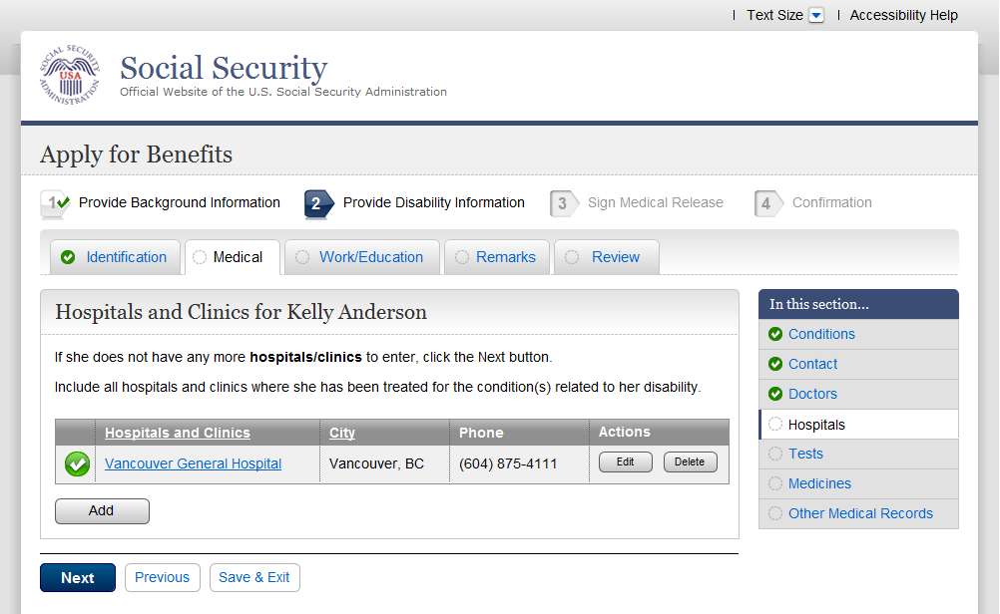 Text Size
Accessibility Help
SOCIAL SECURITY ADMINISTRATION
USA
Social Security
Official Website of the U.S. Social Security Administration
Apply for Benefits
1 Provide Background Information
2 Provide Disability Information
3 Sign Medical Release
4 Confirmation
Identification
Medical
Work/Education
Remarks
Review
Hospitals and Clinics for Kelly Anderson
If she does not have any more hospitals/clinics to enter, click the Next button.
Include all hospitals and clinics where she has been treated for the condition(s) related to her disability.
Hospitals and Clinics City Phone Actions
Vancouver General Hospital Vancouver, BC (604) 875-4111 Edit Delete
Add
Next Previous Save & Exit
In this section...
Conditions
Contact
Doctors
Hospitals
Tests
Medicines
Other Medical Records